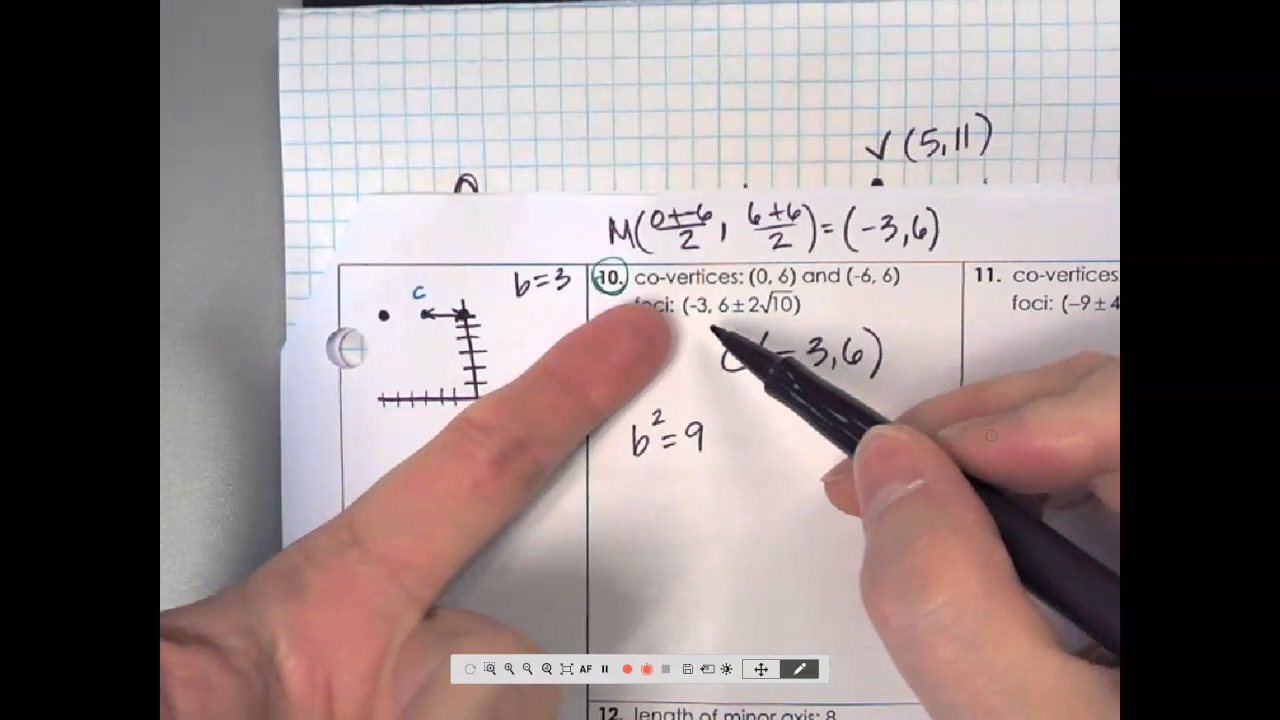 √(5,11)
M(0+-6/2, 6+6/2)=(-3,6)
b=3
10. co-vertices: (0, 6) and (-6, 6)
foci: (-3, 6±2√10)
c
(-3,6)
b²=9
11. co-vertices
foci: (-9±4
AF
12. length of minor axis: 8